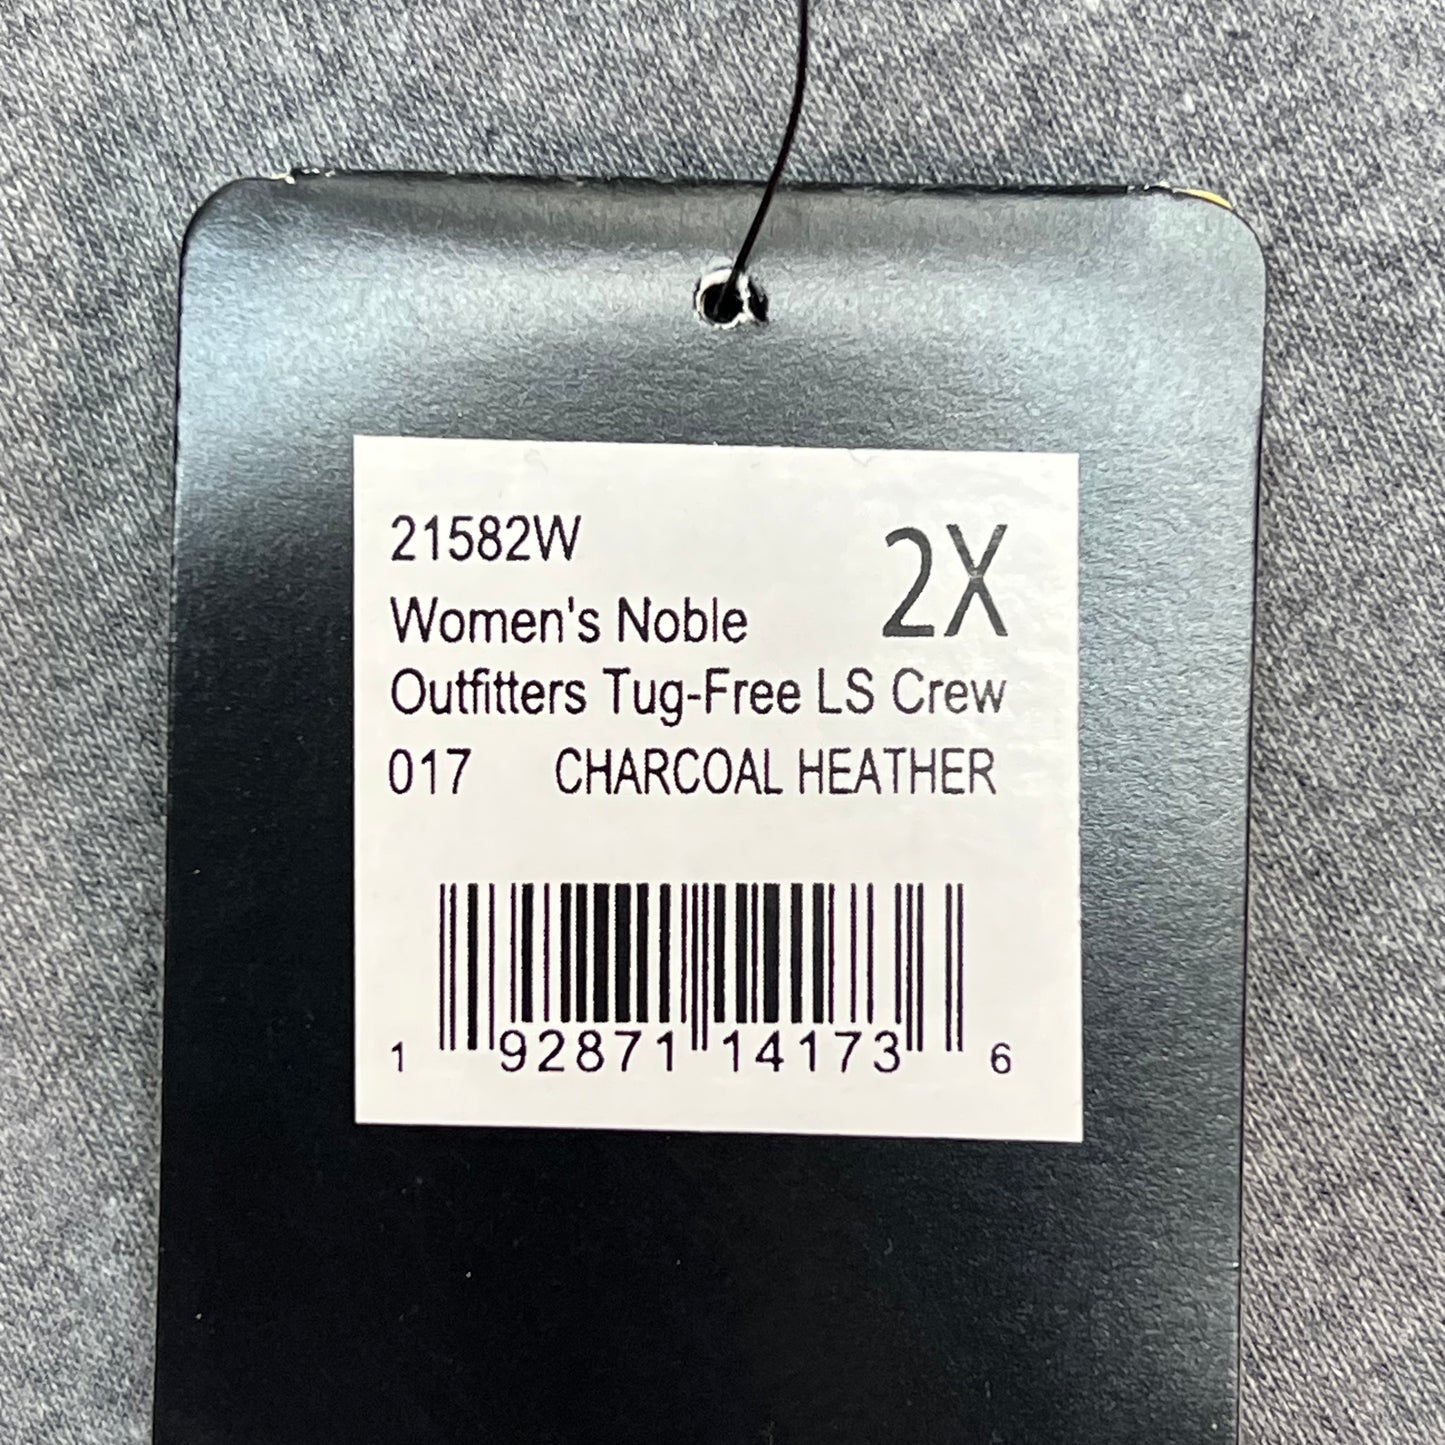 21582W 2X
Women's Noble
Outfitters Tug-Free LS Crew
017 CHARCOAL HEATHER
1 92871 14173 6